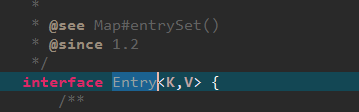 *
* @see Map#entrySet()
* @since 1.2
*/
interface Entry<K,V> {
/**